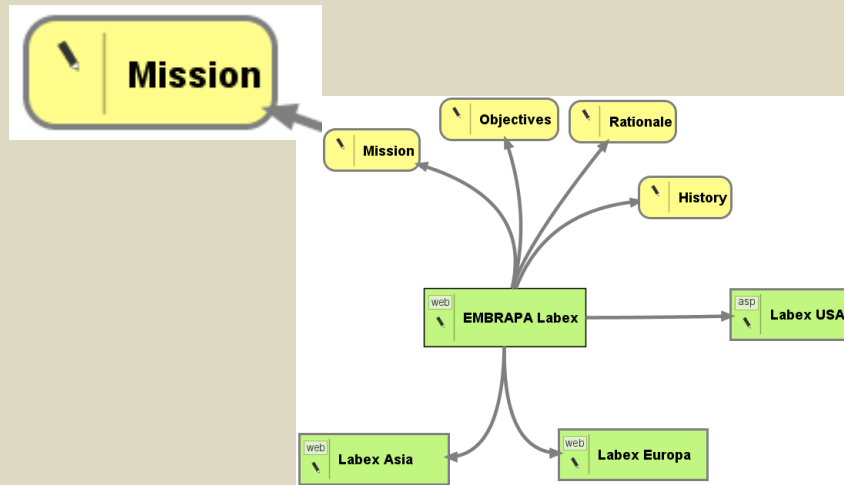 Mission
Objectives
Rationale
Mission
History
web
EMBRAPA Labex
asp
Labex USA
web
Labex Asia
web
Labex Europa